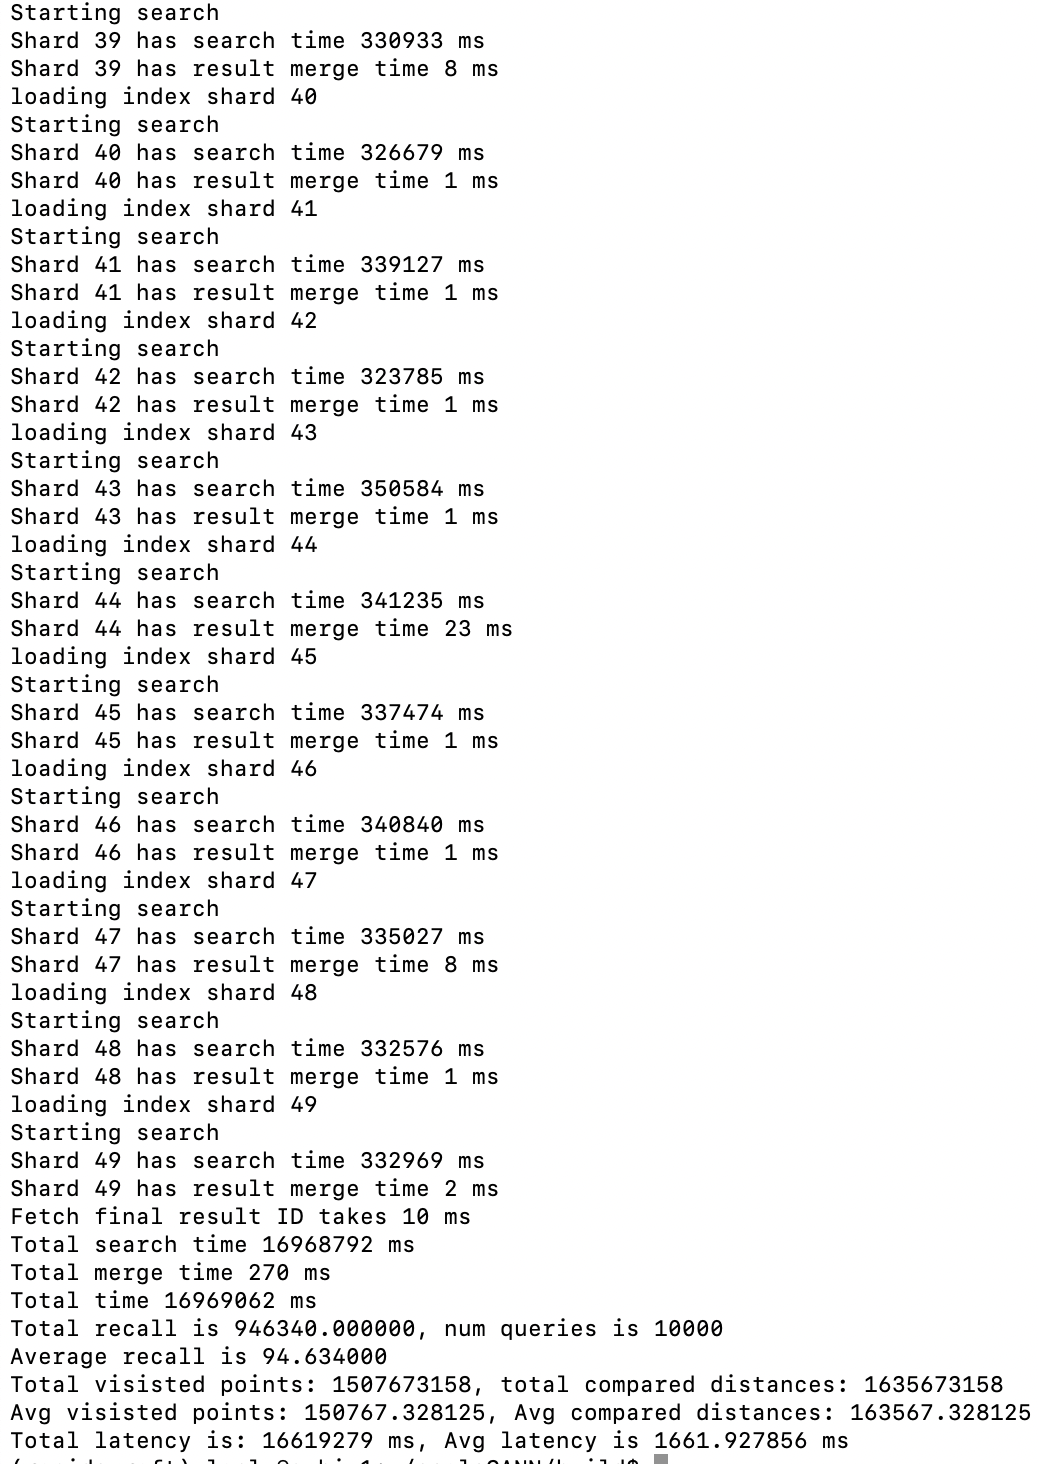 Starting search
Shard 39 has search time 330933 ms
Shard 39 has result merge time 8 ms
loading index shard 40
Starting search
Shard 40 has search time 326679 ms
Shard 40 has result merge time 1 ms
loading index shard 41
Starting search
Shard 41 has search time 339127 ms
Shard 41 has result merge time 1 ms
loading index shard 42
Starting search
Shard 42 has search time 323785 ms
Shard 42 has result merge time 1 ms
loading index shard 43
Starting search
Shard 43 has search time 350584 ms
Shard 43 has result merge time 1 ms
loading index shard 44
Starting search
Shard 44 has search time 341235 ms
Shard 44 has result merge time 23 ms
loading index shard 45
Starting search
Shard 45 has search time 337474 ms
Shard 45 has result merge time 1 ms
loading index shard 46
Starting search
Shard 46 has search time 340840 ms
Shard 46 has result merge time 1 ms
loading index shard 47
Starting search
Shard 47 has search time 335027 ms
Shard 47 has result merge time 8 ms
loading index shard 48
Starting search
Shard 48 has search time 332576 ms
Shard 48 has result merge time 1 ms
loading index shard 49
Starting search
Shard 49 has search time 332969 ms
Shard 49 has result merge time 2 ms
Fetch final result ID takes 10 ms
Total search time 16968792 ms
Total merge time 270 ms
Total time 16969062 ms
Total recall is 946340.000000, num queries is 10000
Average recall is 94.634000
Total visisted points: 1507673158, total compared distances: 1635673158
Avg visisted points: 150767.328125, Avg compared distances: 163567.328125
Total latency is: 16619279 ms, Avg latency is 1661.927856 ms